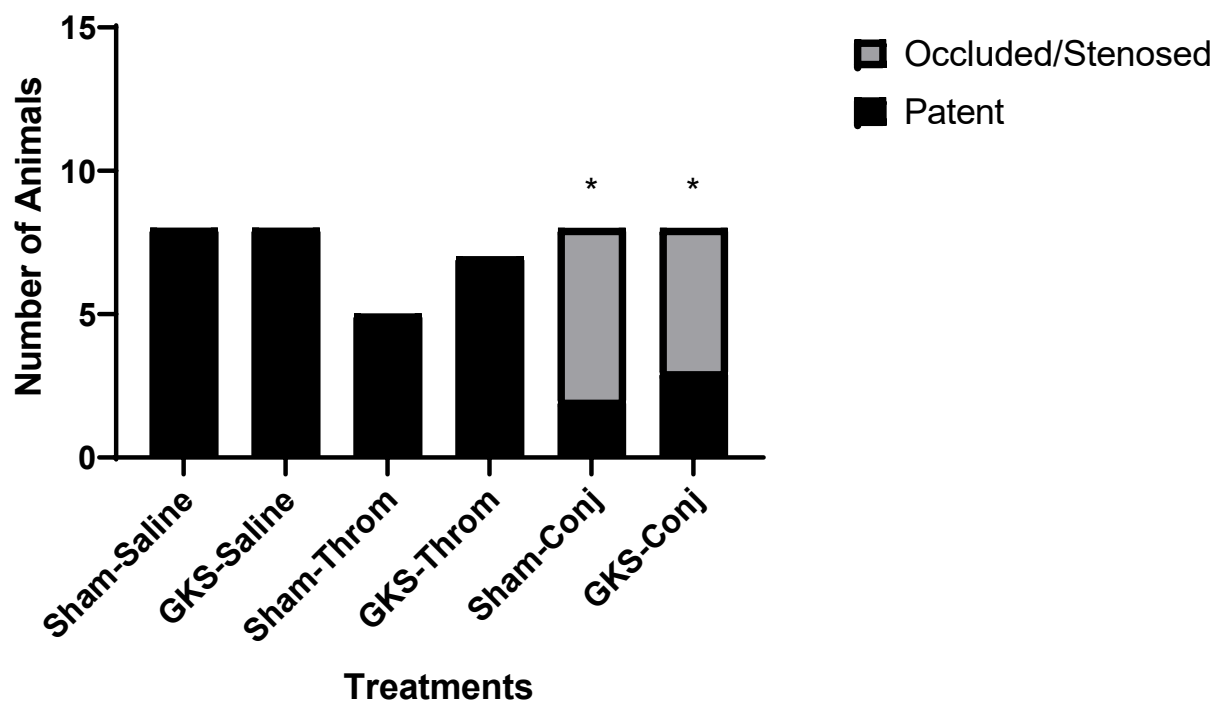 15
10
5
0
Number of Animals
*
*
Sham-Saline
GKS-Saline
Sham-Throm
GKS-Throm
Sham-Conj
GKS-Conj
Treatments
Occluded/Stenosed
Patent